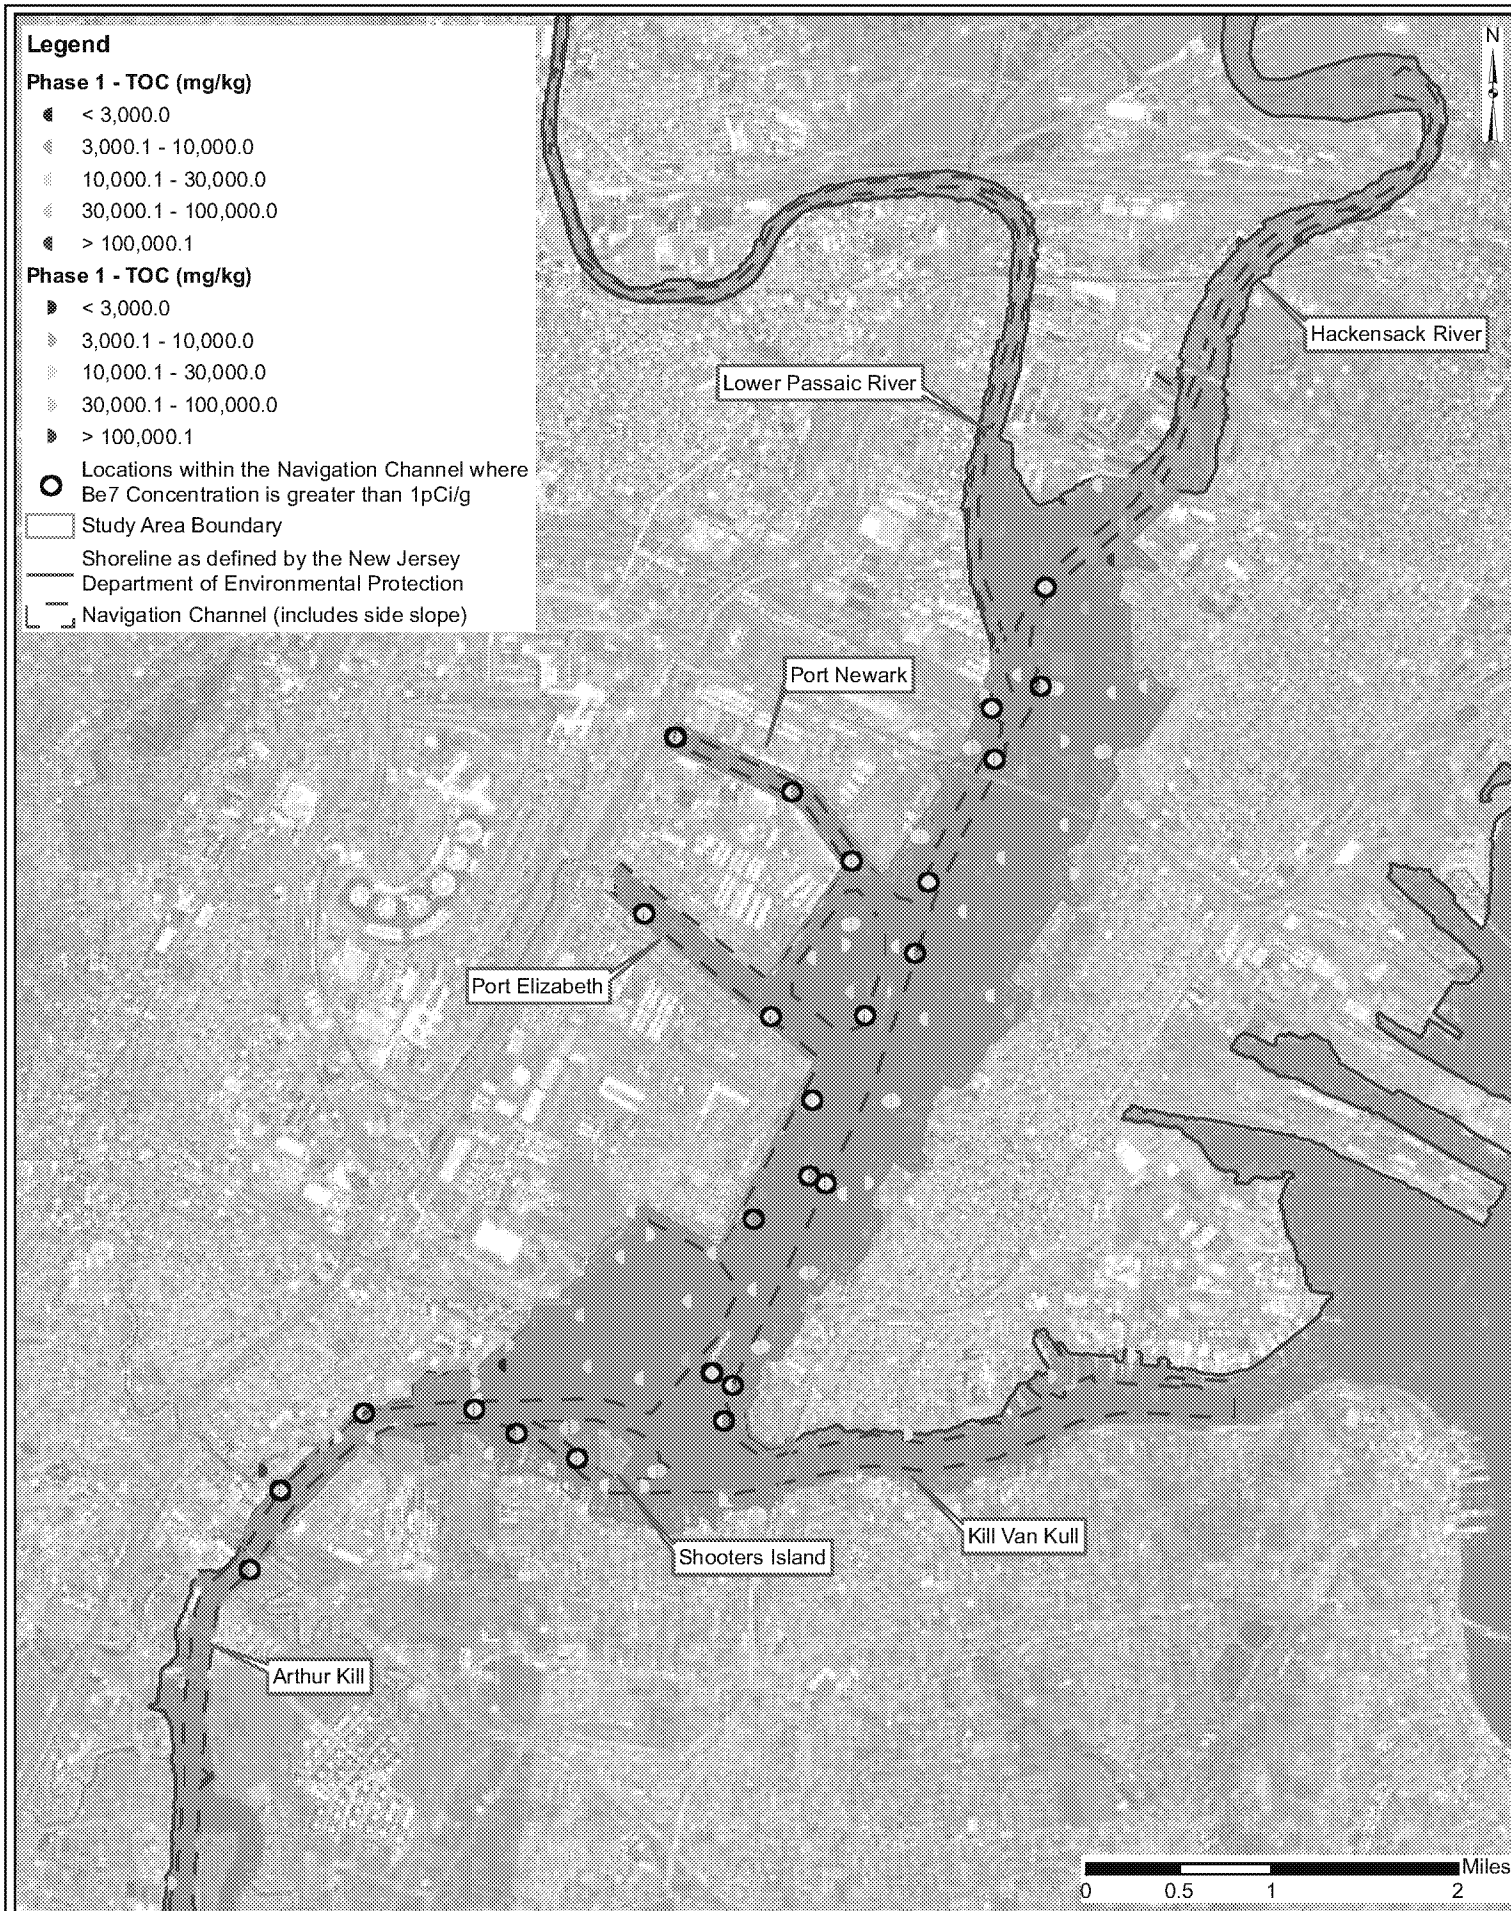 Legend
N
Phase 1 - TOC (mg/kg)
< 3,000.0
3,000.1 - 10,000.0
10,000.1 - 30,000.0
30,000.1 - 100,000.0
> 100,000.1
Phase 1 - TOC (mg/kg)
< 3,000.0
3,000.1 - 10,000.0
10,000.1 - 30,000.0
30,000.1 - 100,000.0
> 100,000.1
Locations within the Navigation Channel where
Be7 Concentration is greater than 1pCi/g
Study Area Boundary
Shoreline as defined by the New Jersey
Department of Environmental Protection
Navigation Channel (includes side slope)
Hackensack River
Lower Passaic River
Port Newark
Port Elizabeth
Kill Van Kull
Shooters Island
Arthur Kill
Miles
0 0.5 1 2